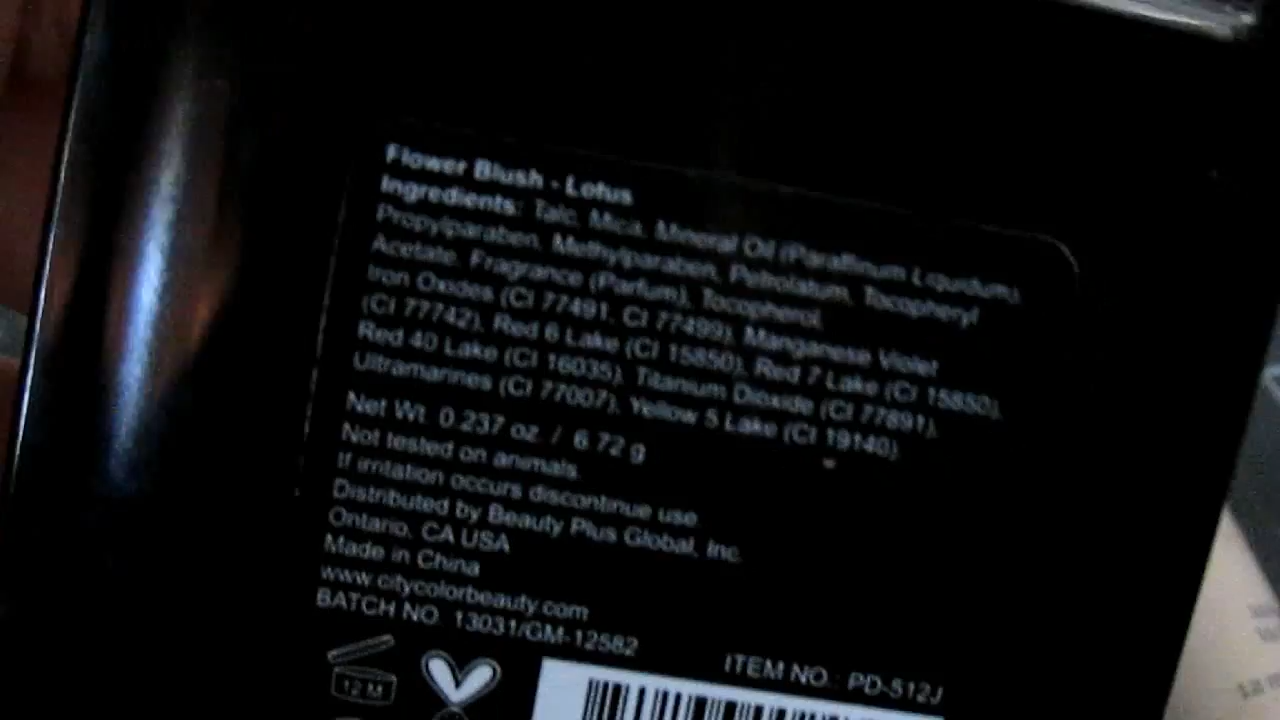 Flower Blush - Lotus
Ingredients: Talc, Mica, Mineral Oil (Paraffinum Liquidum),
Propylparaben, Methylparaben, Petrolatum, Tocopheryl
Acetate, Fragrance (Parfum), Tocopherol,
Iron Oxides (CI 77491, CI 77499), Manganese Violet
(CI 77742), Red 6 Lake (CI 15850), Red 7 Lake (CI 15850),
Red 40 Lake (CI 16035), Titanium Dioxide (CI 77891),
Ultramarines (CI 77007), Yellow 5 Lake (CI 19140).
Net Wt. 0.237 oz. / 6.72 g
Not tested on animals.
If irritation occurs discontinue use.
Distributed by Beauty Plus Global, Inc.
Ontario, CA USA
Made in China
www.citycolorbeauty.com
BATCH NO. 13031/GM-12582
ITEM NO.: PD-512J
12 M